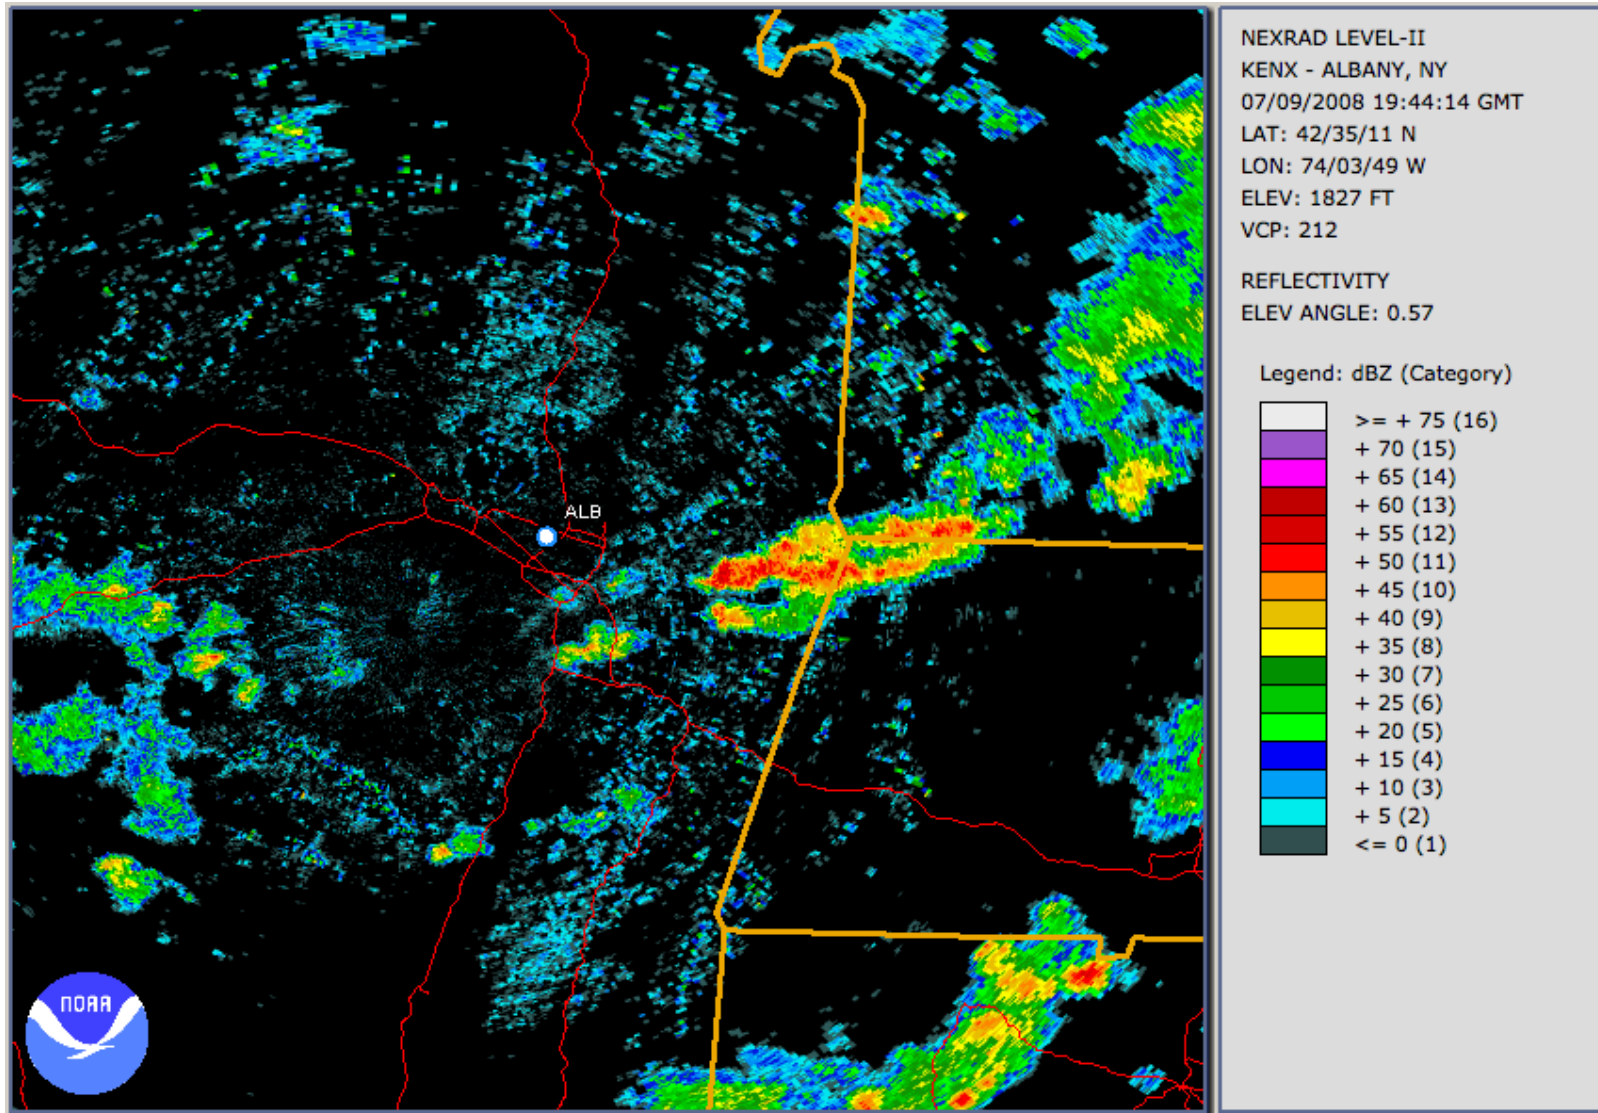 ALB
NOAA
NEXRAD LEVEL-II
KENX - ALBANY, NY
07/09/2008 19:44:14 GMT
LAT: 42/35/11 N
LON: 74/03/49 W
ELEV: 1827 FT
VCP: 212
REFLECTIVITY
ELEV ANGLE: 0.57
Legend: dBZ (Category)
>= + 75 (16)
+ 70 (15)
+ 65 (14)
+ 60 (13)
+ 55 (12)
+ 50 (11)
+ 45 (10)
+ 40 (9)
+ 35 (8)
+ 30 (7)
+ 25 (6)
+ 20 (5)
+ 15 (4)
+ 10 (3)
+ 5 (2)
<= 0 (1)